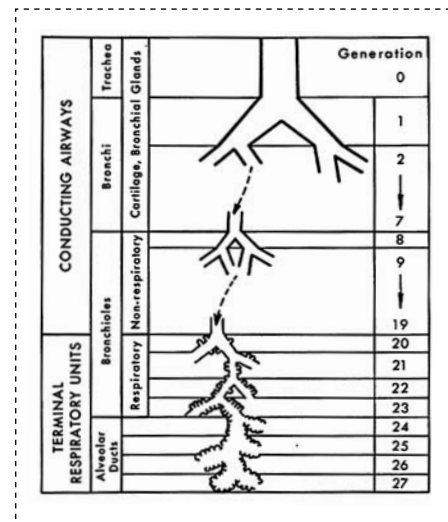 CONDUCTING AIRWAYS
TERMINAL
RESPIRATORY UNITS
Trachea
Bronchi
Bronchioles
Alveolar
Ducts
Cartilage, Bronchial Glands
Non-respiratory
Respiratory
Generation
0
1
2
7
8
9
19
20
21
22
23
24
25
26
27